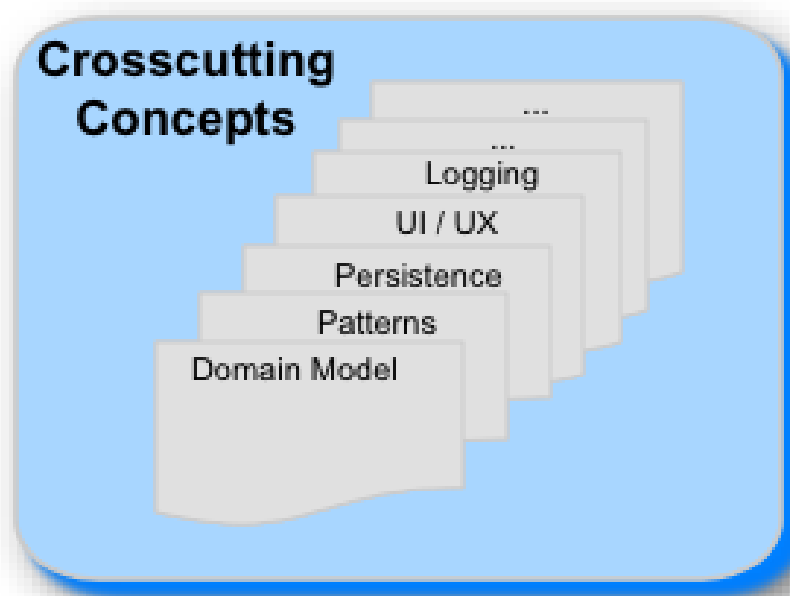 Crosscutting
Concepts
...
...
Logging
UI / UX
Persistence
Patterns
Domain Model